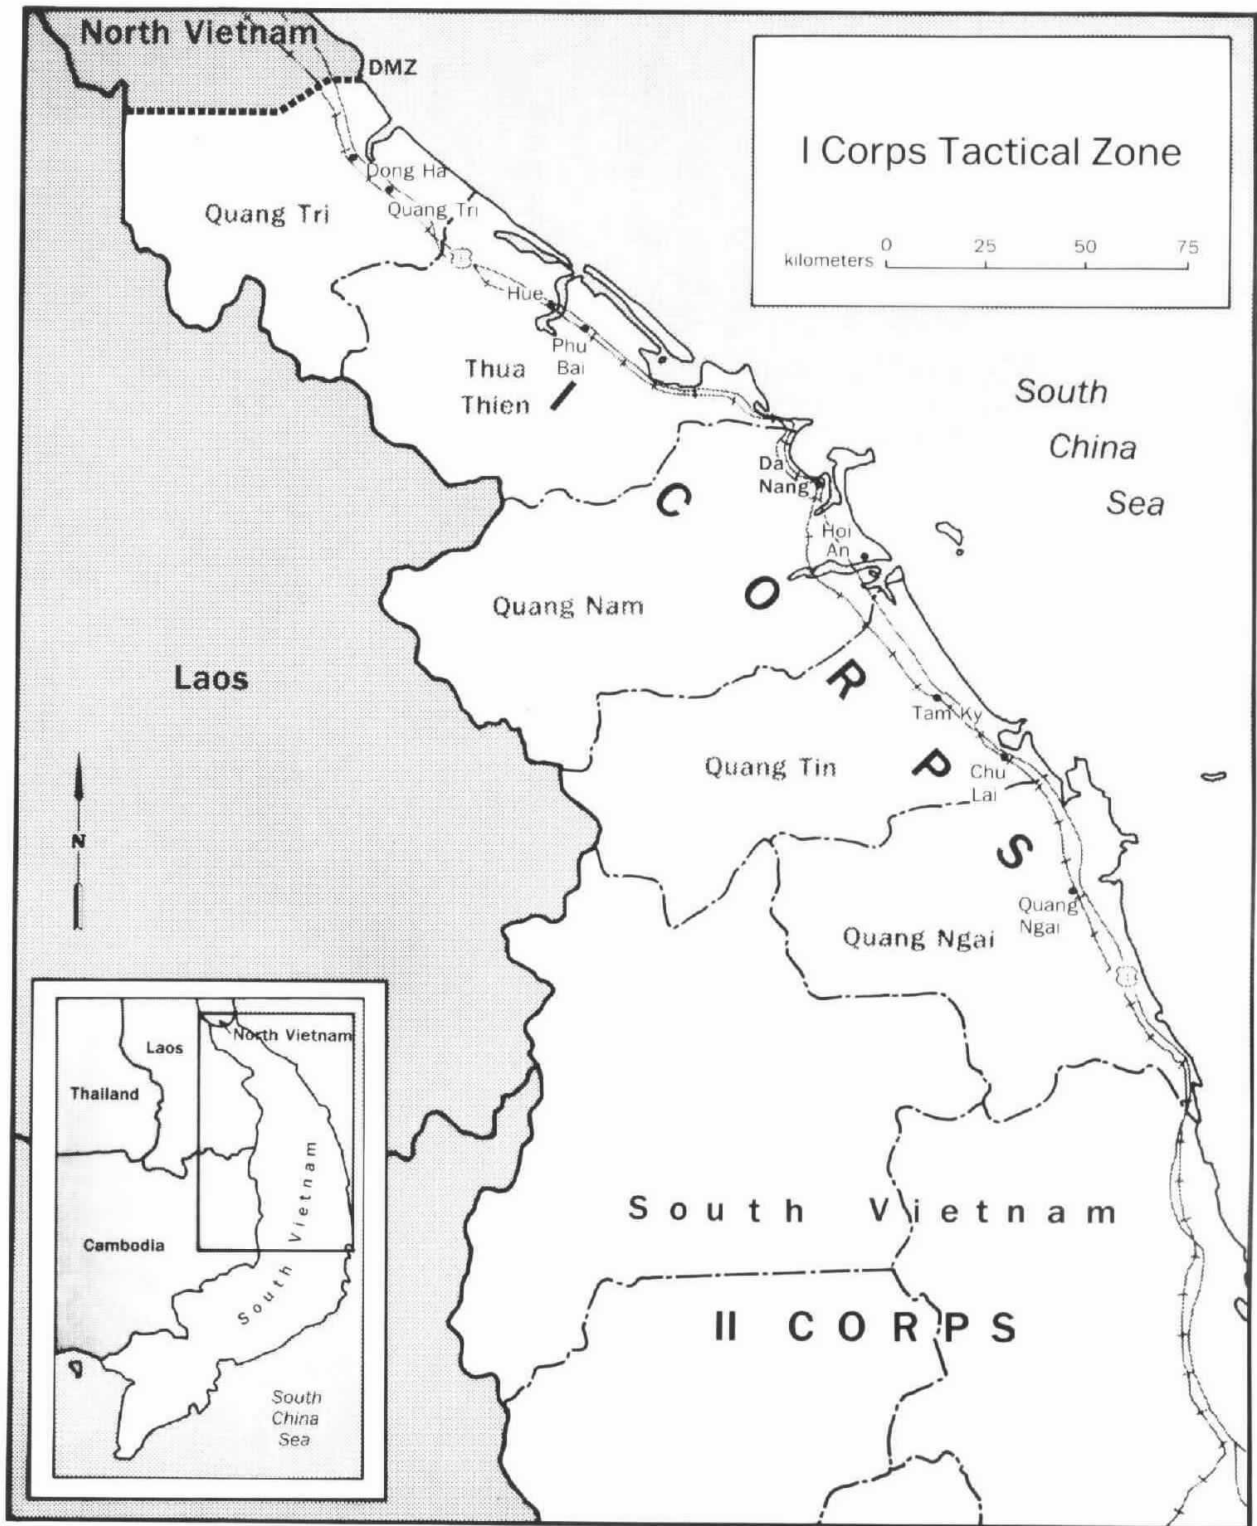 North Vietnam
DMZ
I Corps Tactical Zone
0 25 50 75
kilometers
Dong Ha
Quang Tri
Quang Tri
Hue
Phu
Bai
Thua
Thien
I
South
China
Sea
Da
Nang
C
O
R
P
S
Hoi
An
Quang Nam
Laos
Tam Ky
Quang Tin
Chu
Lai
N
Quang
Ngai
Quang Ngai
North Vietnam
Laos
Thailand
South Vietnam
Cambodia
South
China
Sea
South Vietnam
II CORPS